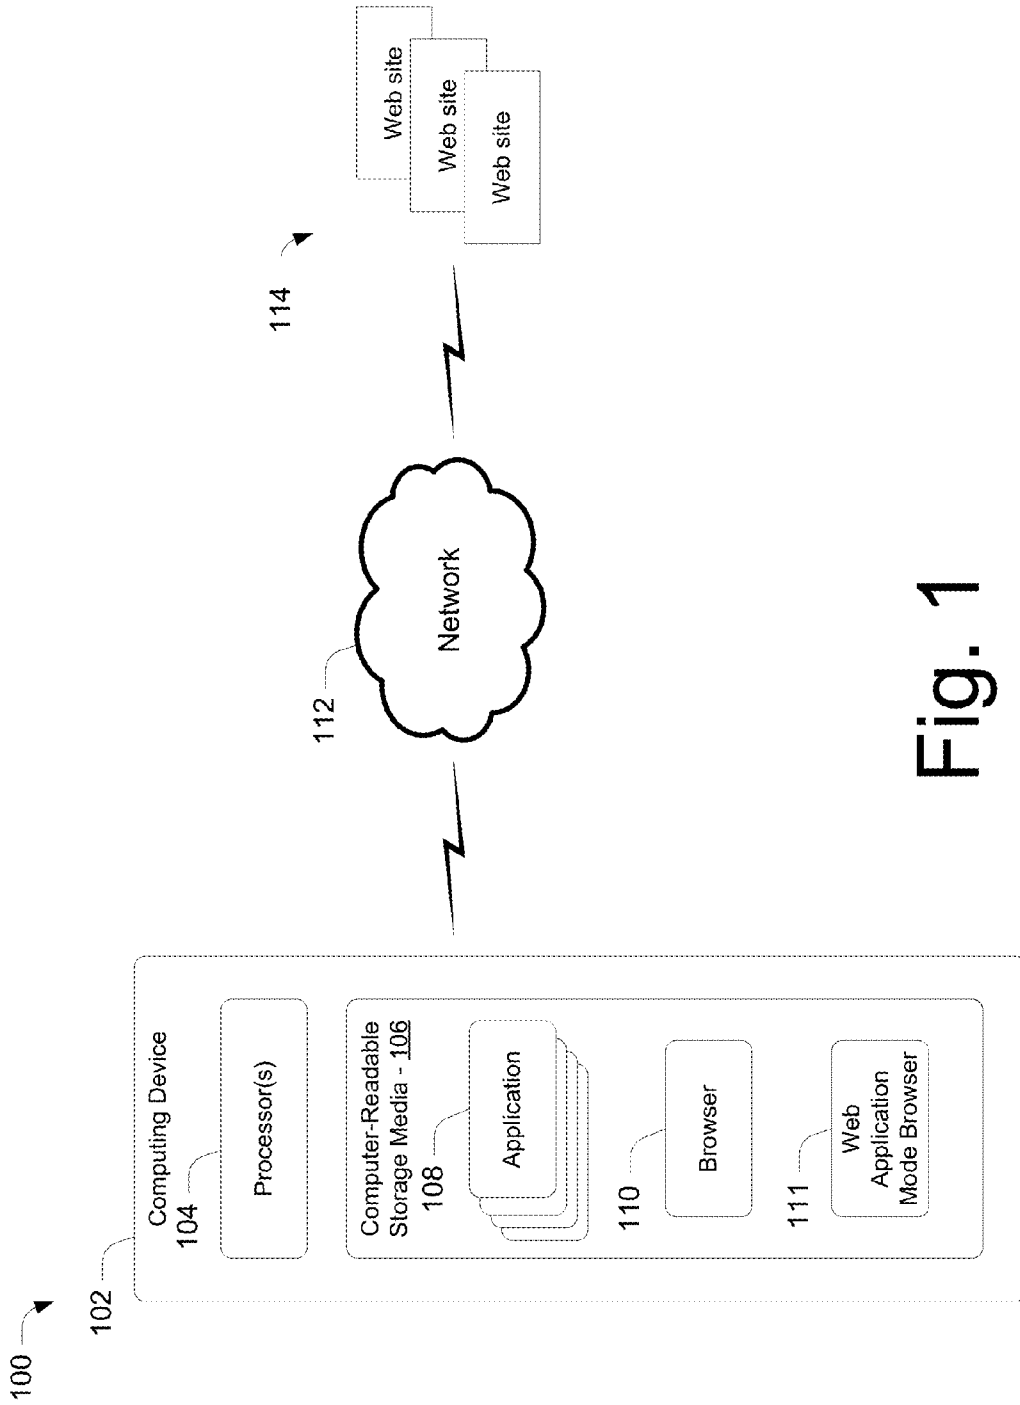 100
102
Computing Device
104
Processor(s)
Computer-Readable
Storage Media - 106
108
Application
110
Browser
111
Web
Application
Mode Browser
112
Network
114
Web site
Web site
Web site
Fig. 1